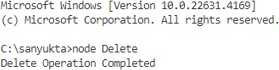 Microsoft Windows [Version 10.0.22631.4169]
(c) Microsoft Corporation. All rights reserved.
C:\sanyukta>node Delete
Delete Operation Completed